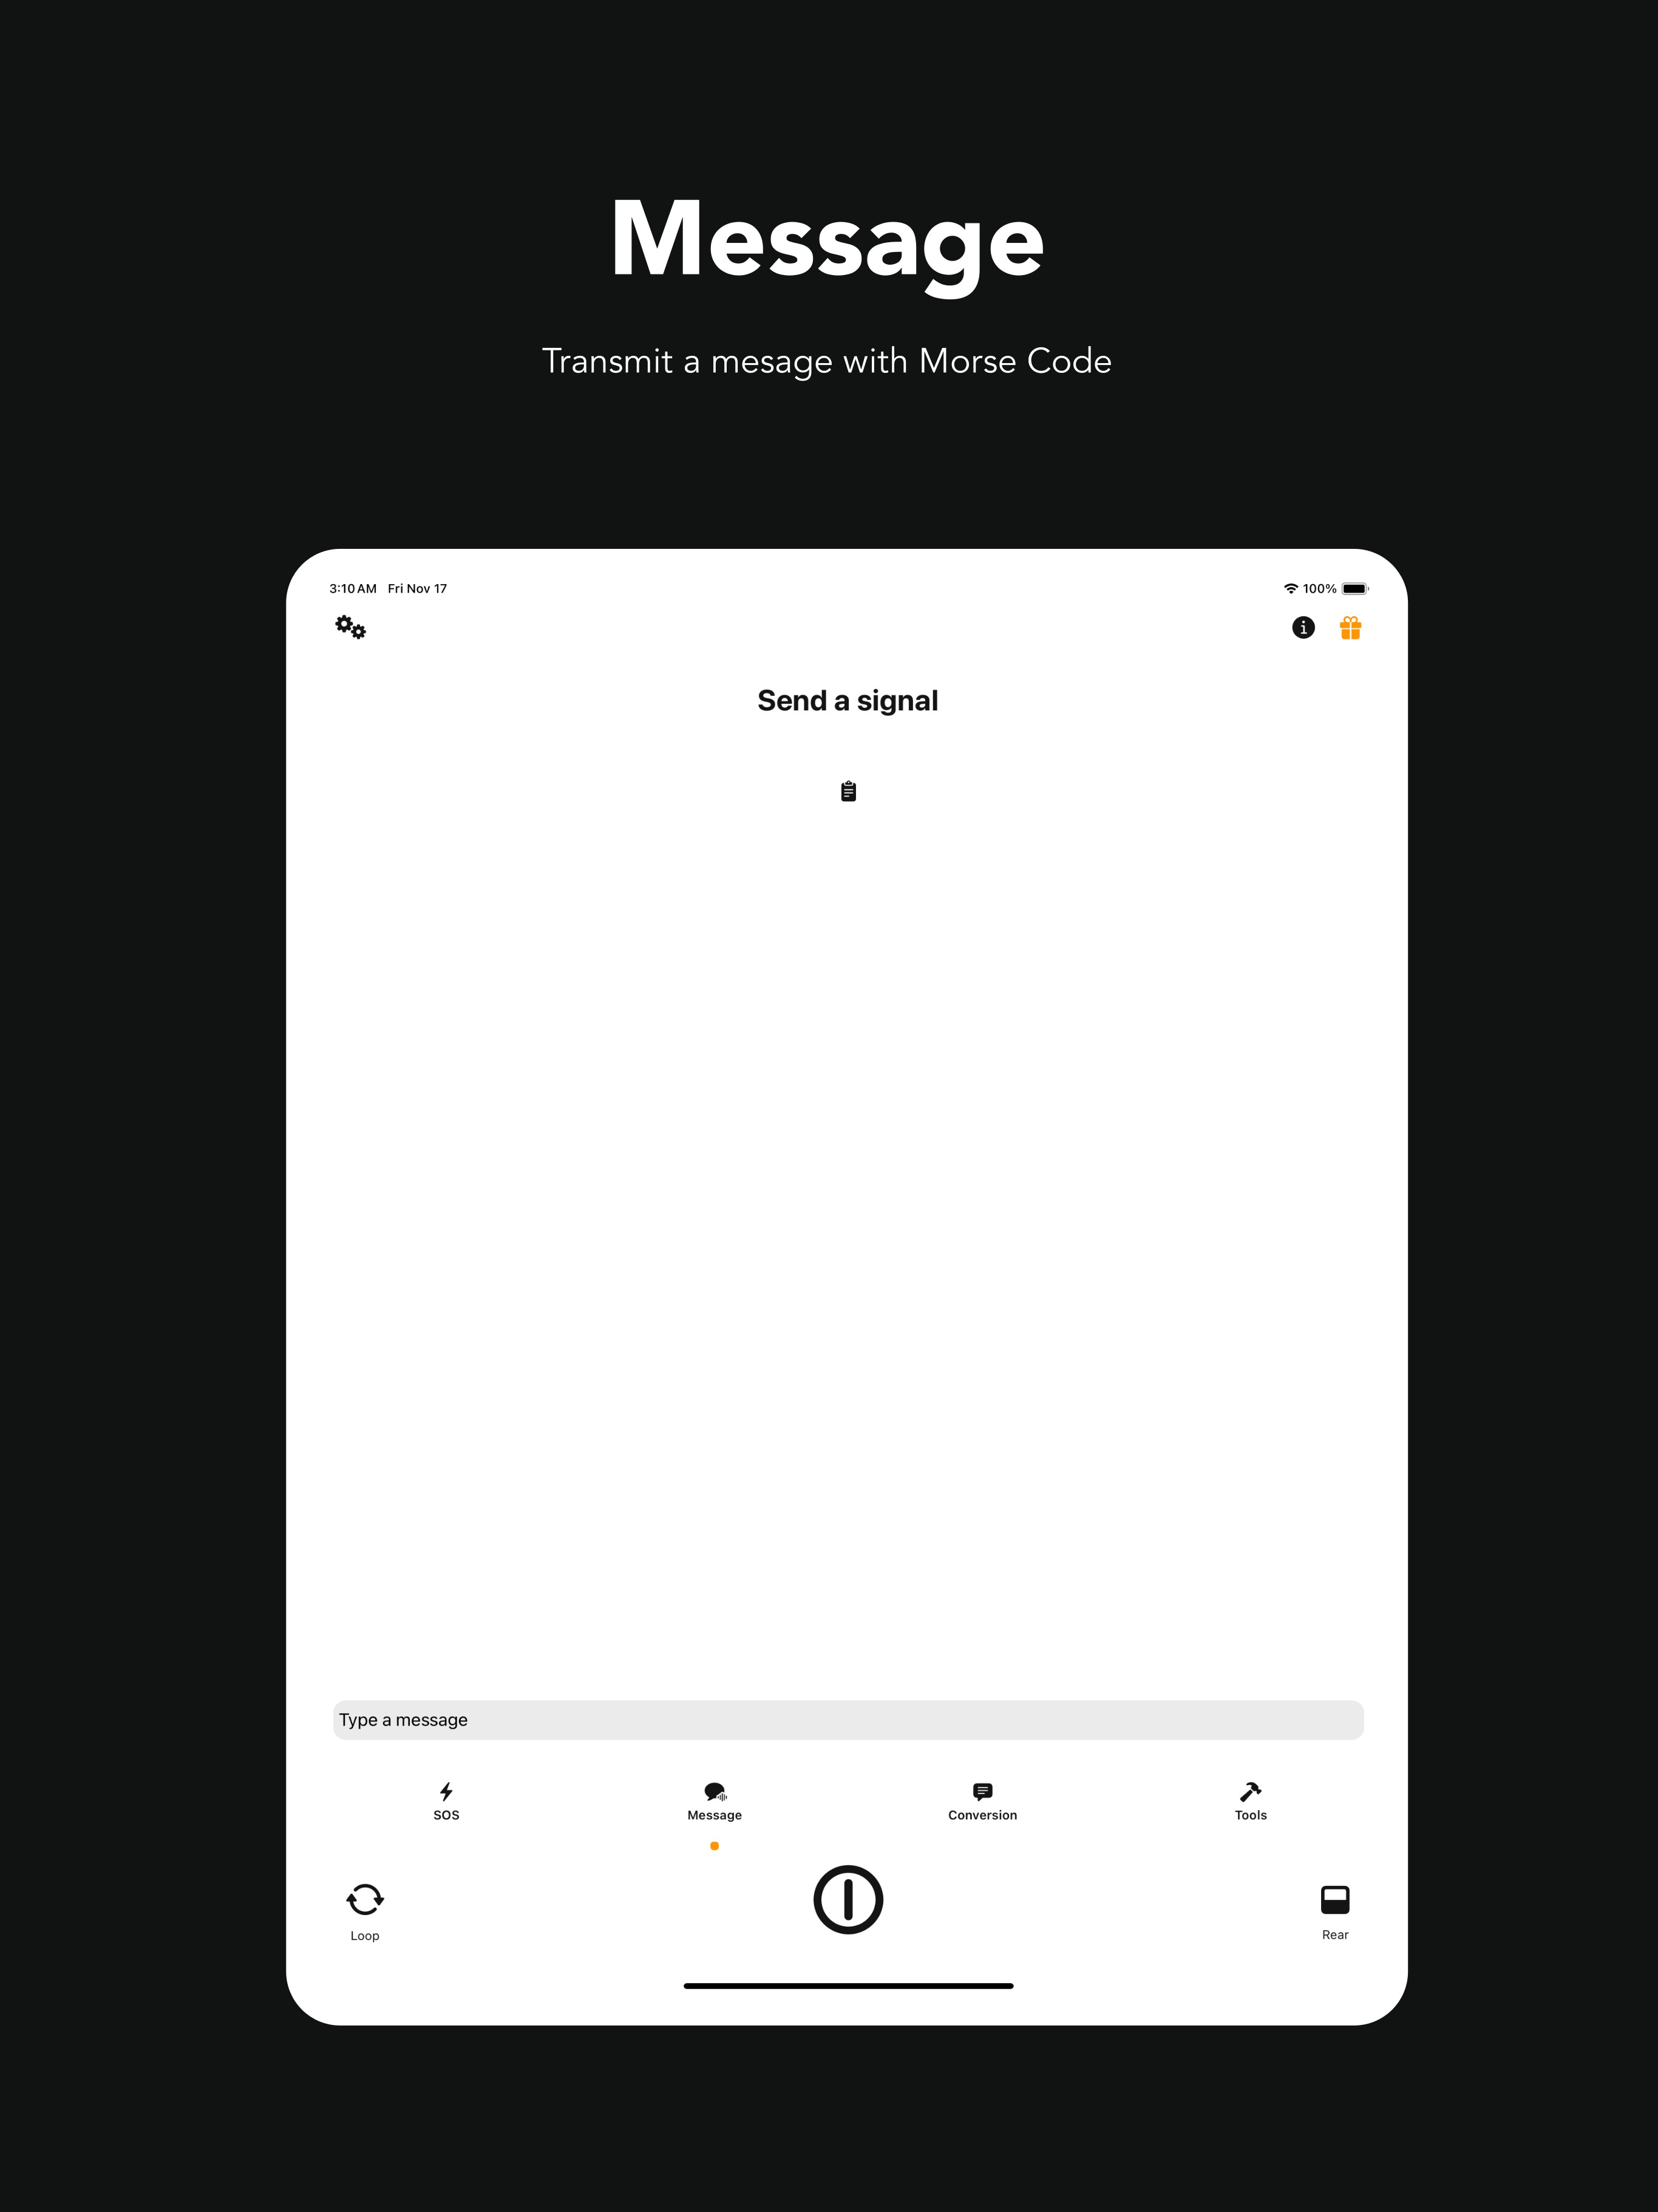 Message
Transmit a mesage with Morse Code
3:10 AM Fri Nov 17 100%
Send a signal
Type a message
SOS Message Conversion Tools
Loop Rear